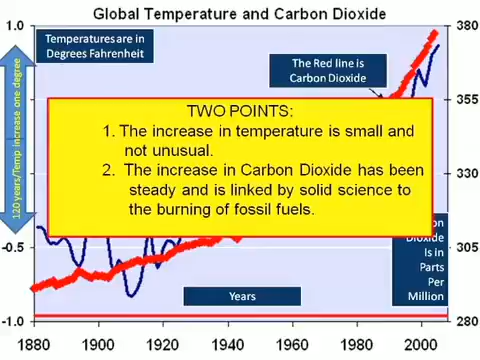 Global Temperature and Carbon Dioxide
1.0
380
Temperatures are in
Degrees Fahrenheit
The Red line is
Carbon Dioxide
355
120 years/Temp increase one degree
TWO POINTS:
1. The increase in temperature is small and
not unusual.
2. The increase in Carbon Dioxide has been
steady and is linked by solid science to
the burning of fossil fuels.
330
-0.5
305
Dioxide
Is in
Parts
Per
Million
Years
-1.0
280
1880 1900 1920 1940 1960 1980 2000